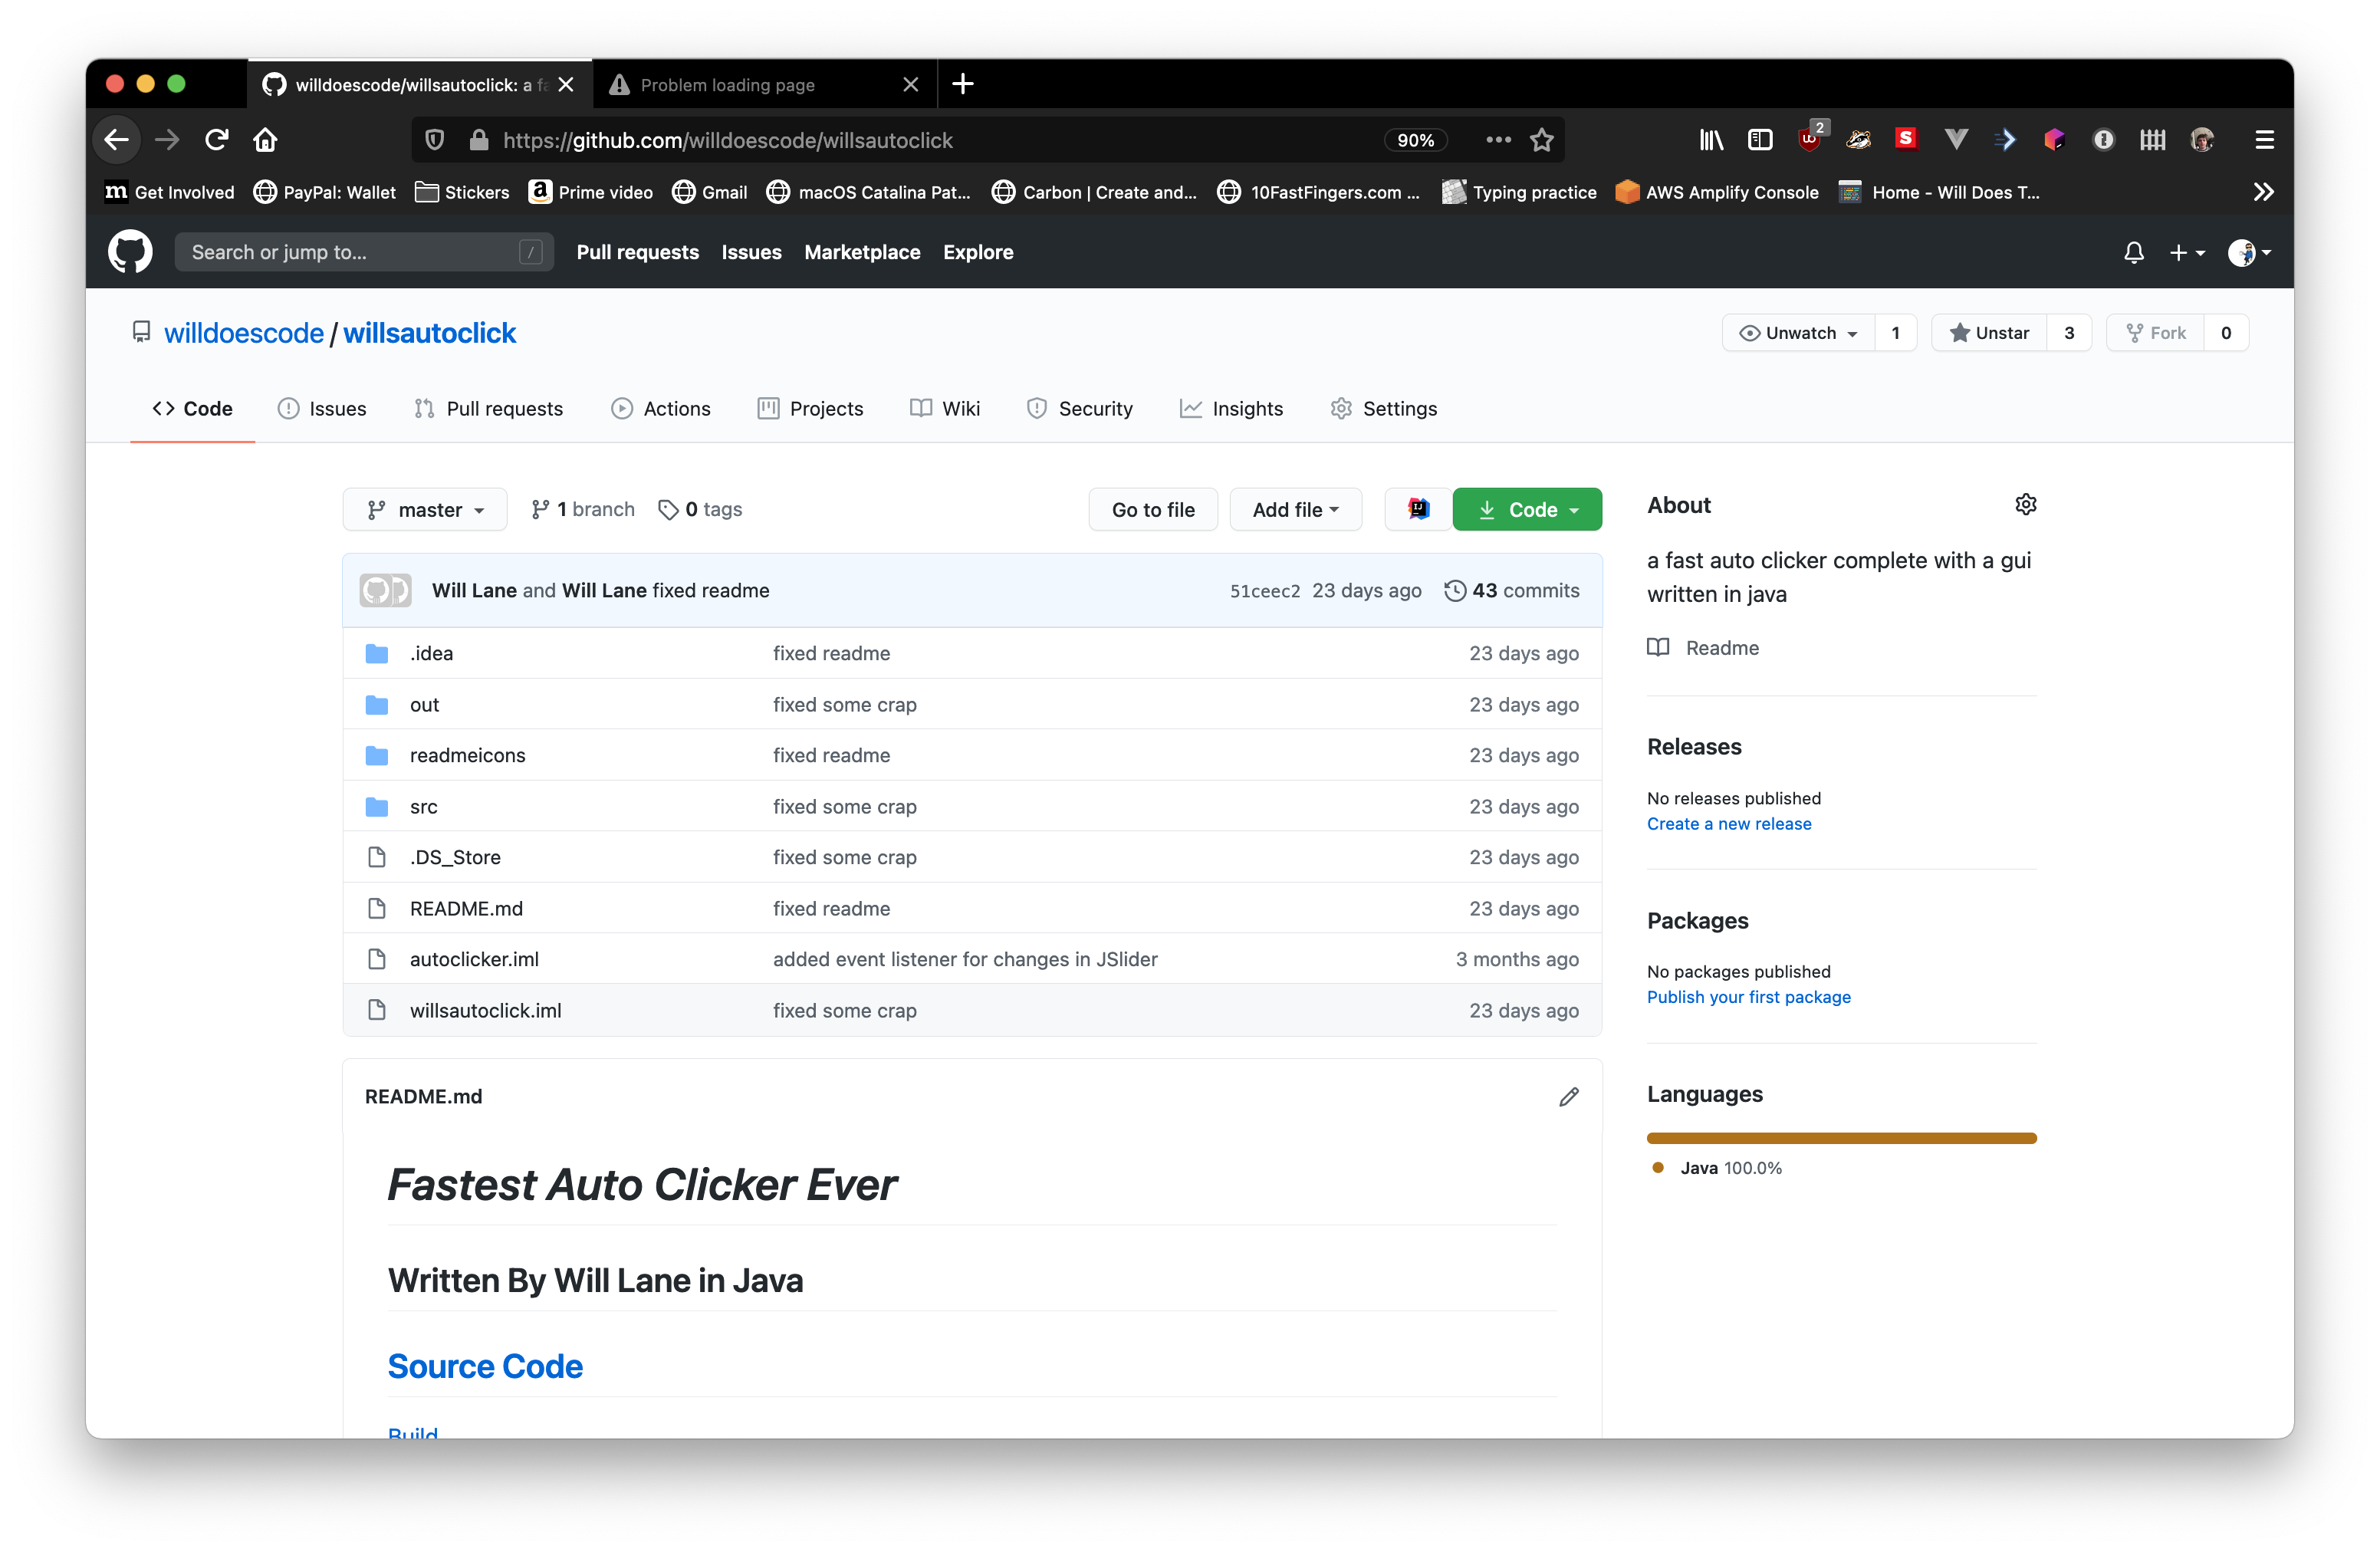 willdoescode/willsautoclick: a fa
Problem loading page
https://github.com/willdoescode/willsautoclick
90%
2
m Get Involved
PayPal: Wallet
Stickers
Prime video
Gmail
macOS Catalina Pat...
Carbon | Create and...
10FastFingers.com ...
Typing practice
AWS Amplify Console
Home - Will Does T...
Search or jump to...
/
Pull requests
Issues
Marketplace
Explore
willdoescode / willsautoclick
Unwatch 1
Unstar 3
Fork 0
Code
Issues
Pull requests
Actions
Projects
Wiki
Security
Insights
Settings
master
1 branch
0 tags
Go to file
Add file
Code
Will Lane and Will Lane fixed readme
51ceec2 23 days ago
43 commits
.idea fixed readme 23 days ago
out fixed some crap 23 days ago
readmeicons fixed readme 23 days ago
src fixed some crap 23 days ago
.DS_Store fixed some crap 23 days ago
README.md fixed readme 23 days ago
autoclicker.iml added event listener for changes in JSlider 3 months ago
willsautoclick.iml fixed some crap 23 days ago
README.md
Fastest Auto Clicker Ever
Written By Will Lane in Java
Source Code
Build
About
a fast auto clicker complete with a gui
written in java
Readme
Releases
No releases published
Create a new release
Packages
No packages published
Publish your first package
Languages
Java 100.0%